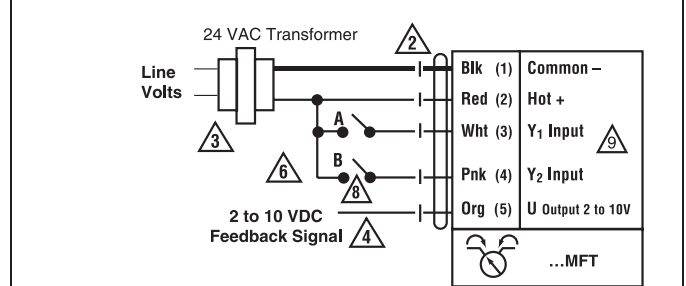 24 VAC Transformer
Line
Volts
2
3
Blk (1) Common –
Red (2) Hot +
A
Wht (3) Y1 Input
9
6
B
8
Pnk (4) Y2 Input
2 to 10 VDC
Feedback Signal
4
Org (5) U Output 2 to 10V
...MFT